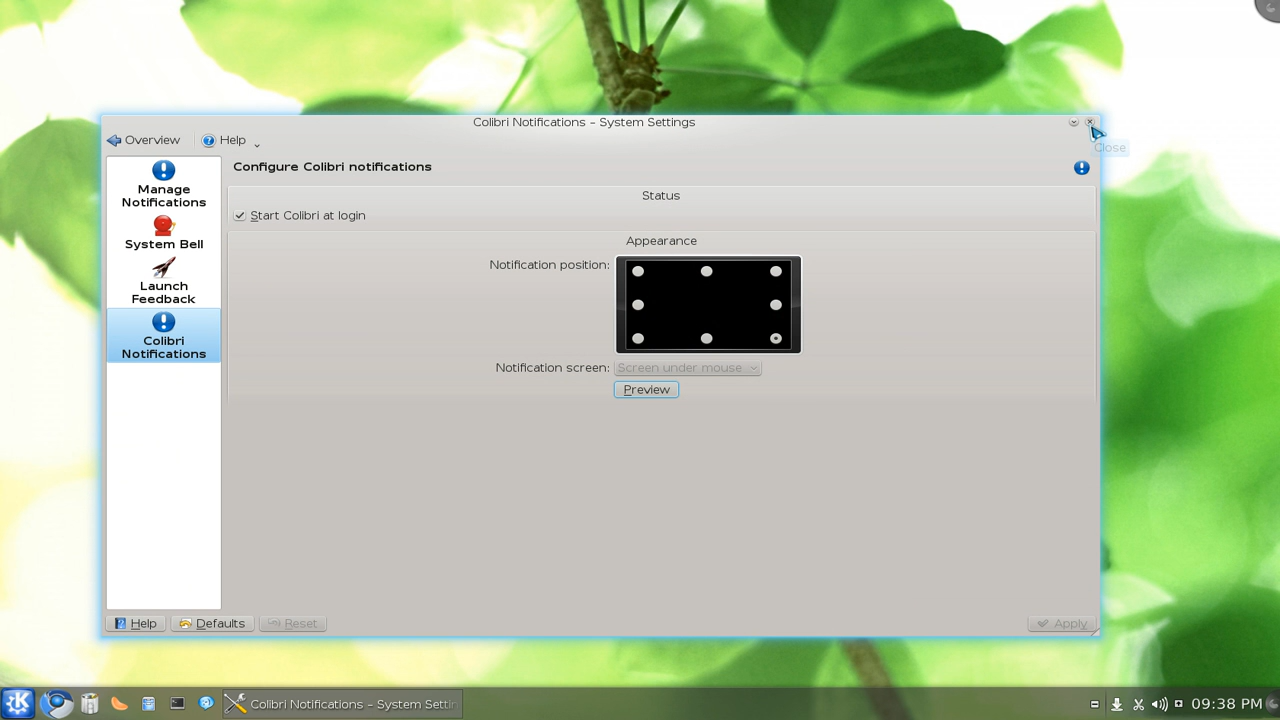 Colibri Notifications – System Settings
Overview
Help
Close
Configure Colibri notifications
Manage
Notifications
System Bell
Launch
Feedback
Colibri
Notifications
Status
Start Colibri at login
Appearance
Notification position:
Notification screen:
Screen under mouse
Preview
Help
Defaults
Reset
Apply
Colibri Notifications – System Settin
09:38 PM